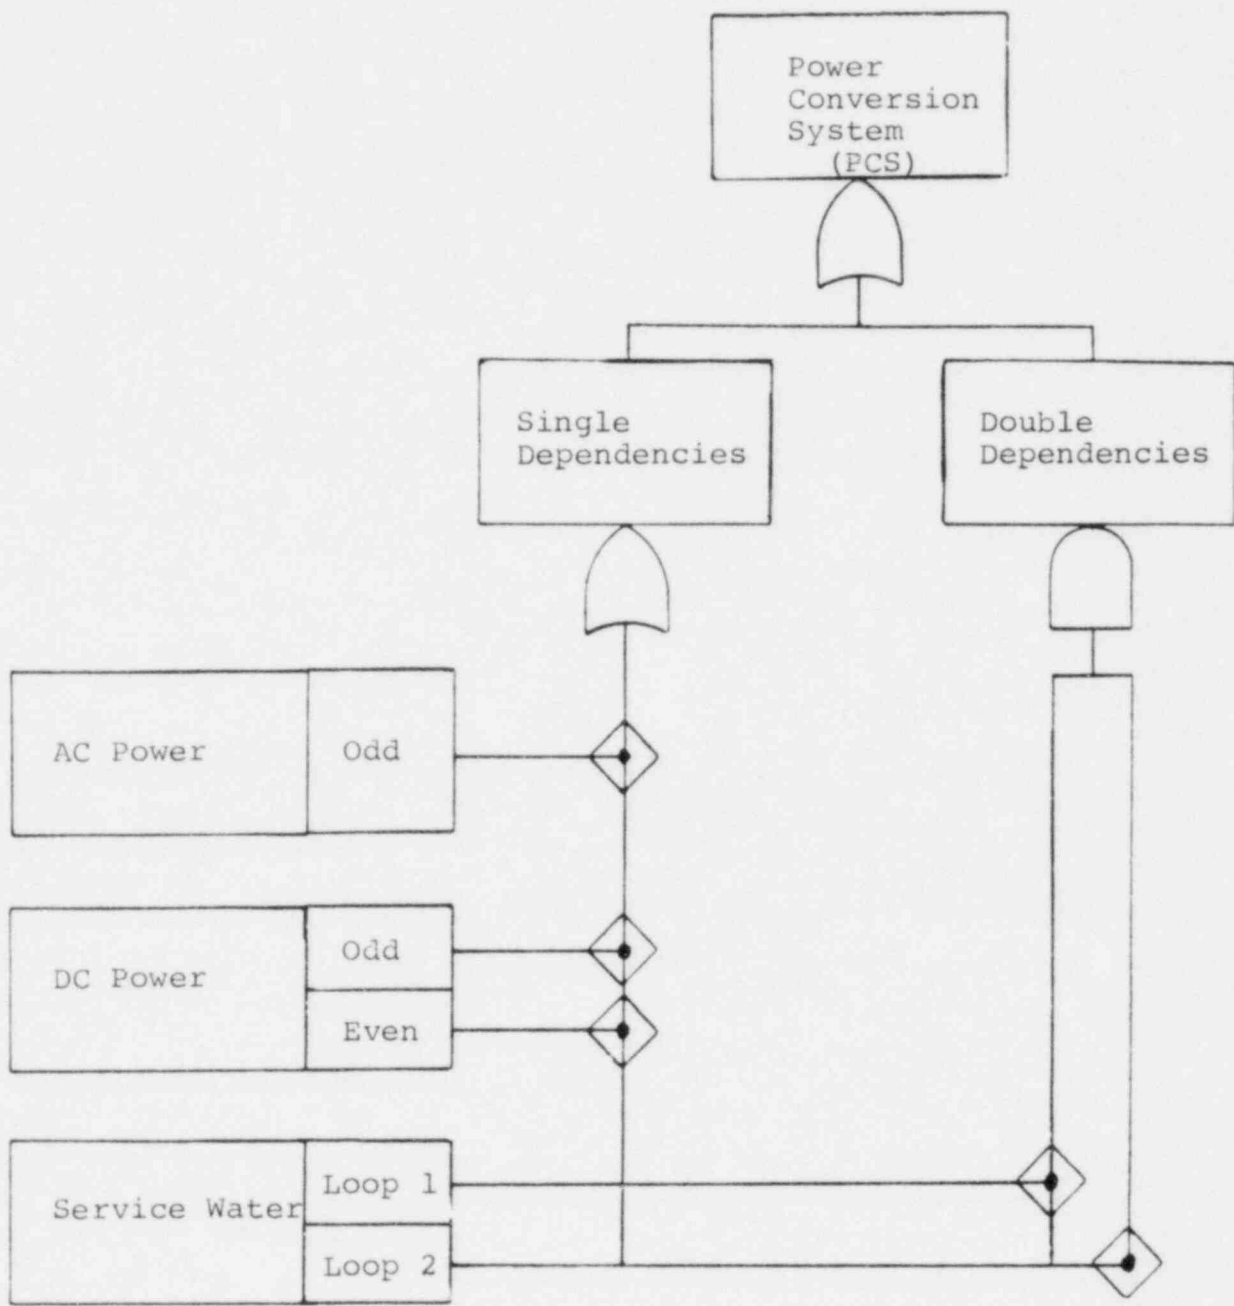 Power
Conversion
System
(PCS)
Single
Dependencies
Double
Dependencies
AC Power
Odd
DC Power
Odd
Even
Service Water
Loop 1
Loop 2